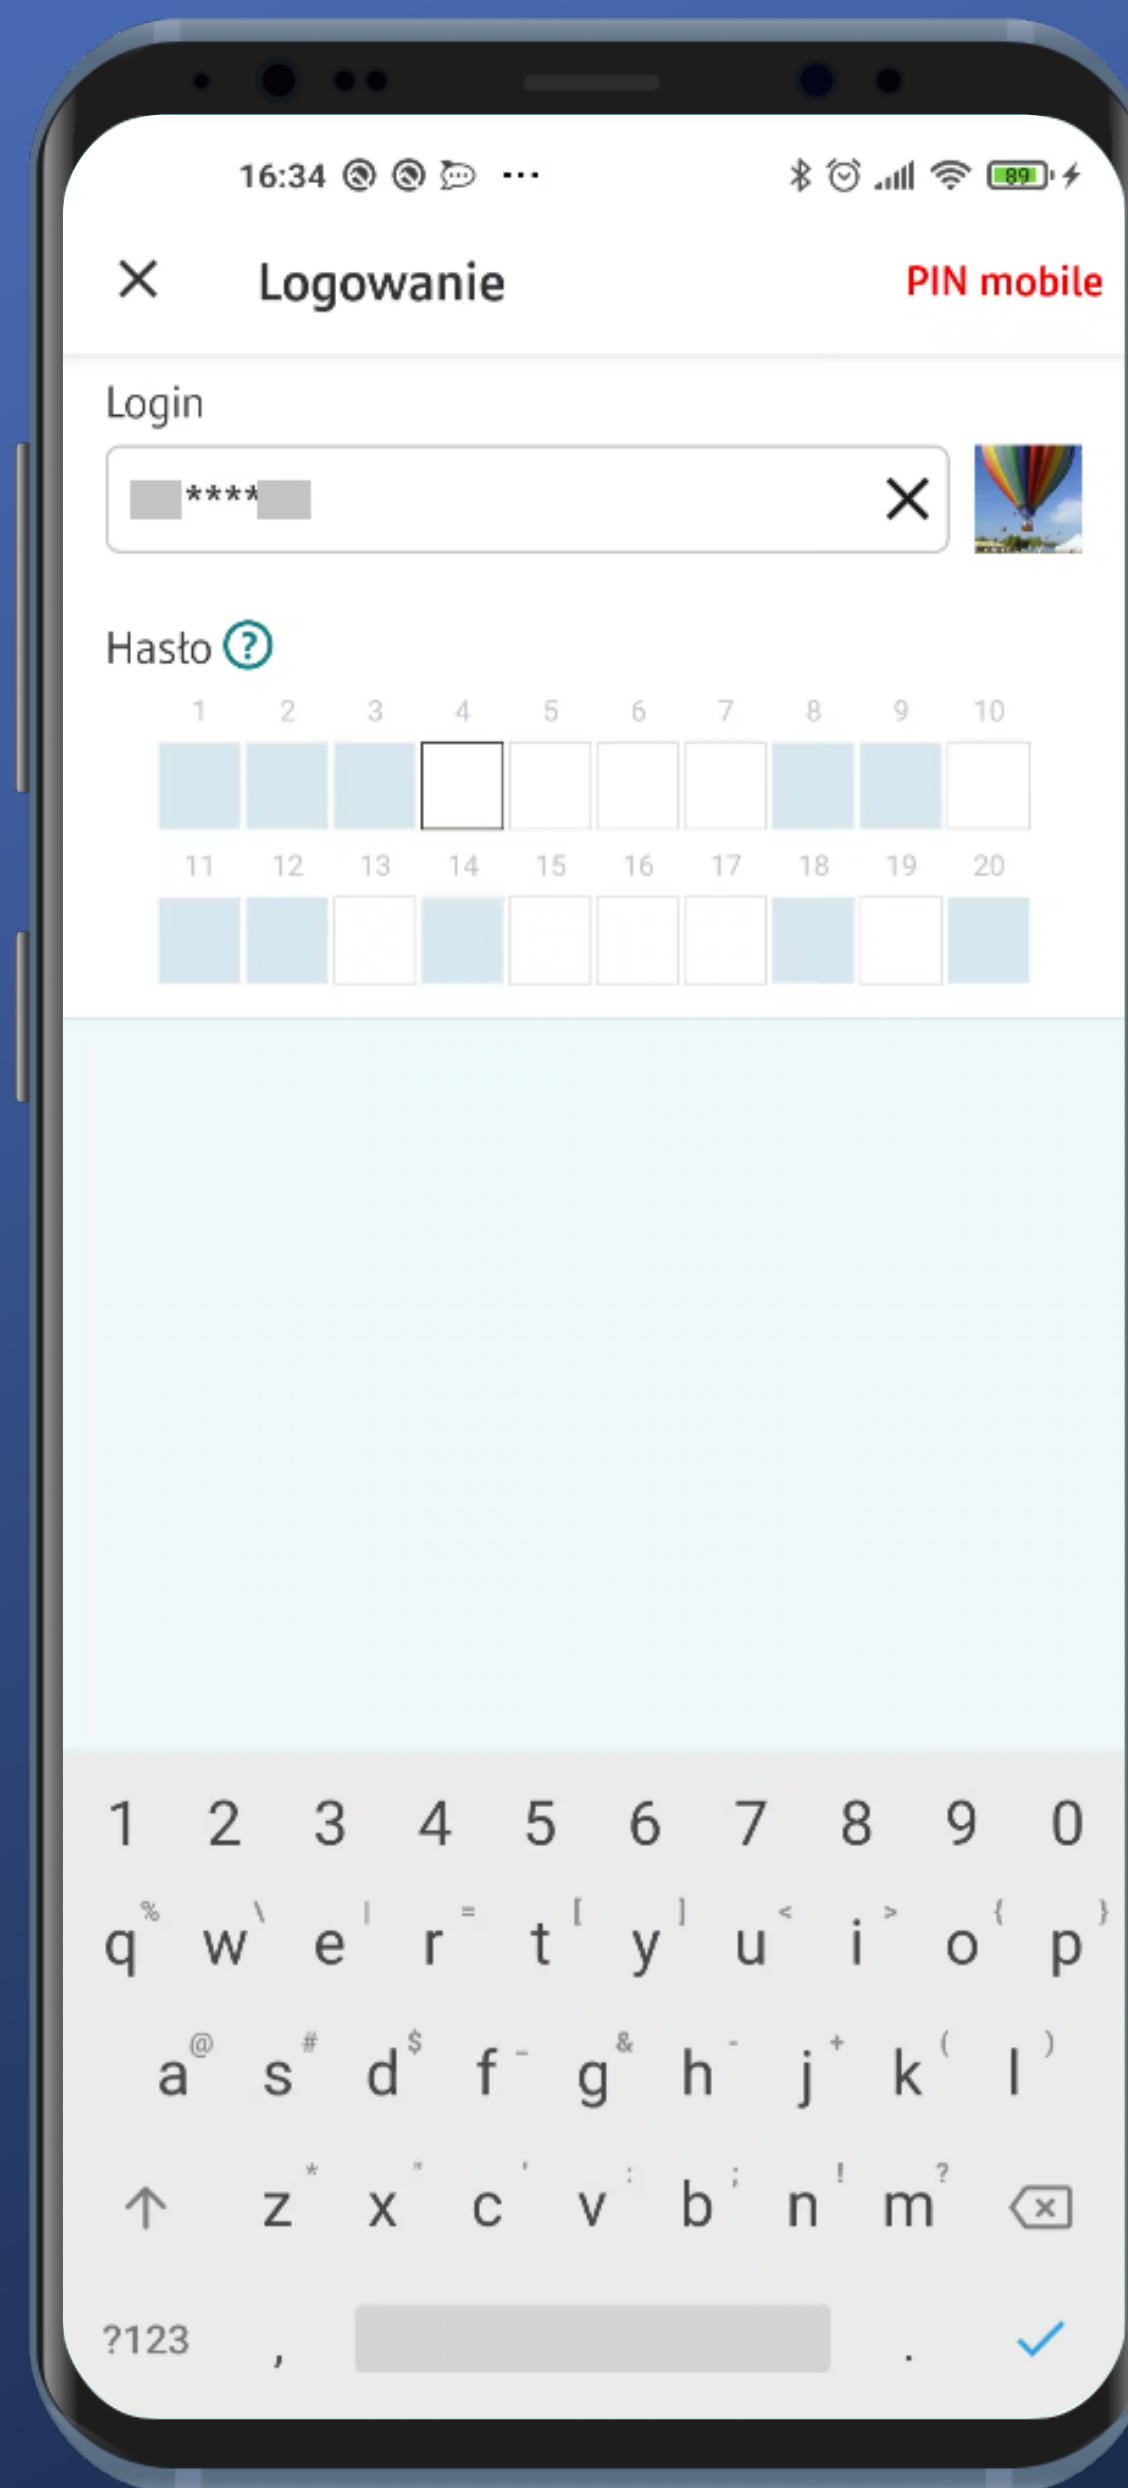 16:34 ... 89
Logowanie PIN mobile
Login
****
Hasło ?
1 2 3 4 5 6 7 8 9 10
11 12 13 14 15 16 17 18 19 20
1 2 3 4 5 6 7 8 9 0
% \ | = [ ] < > { }
q w e r t y u i o p
@ # $ _ & - + ( )
a s d f g h j k l
* " ' : ; ! ?
z x c v b n m
?123 , .